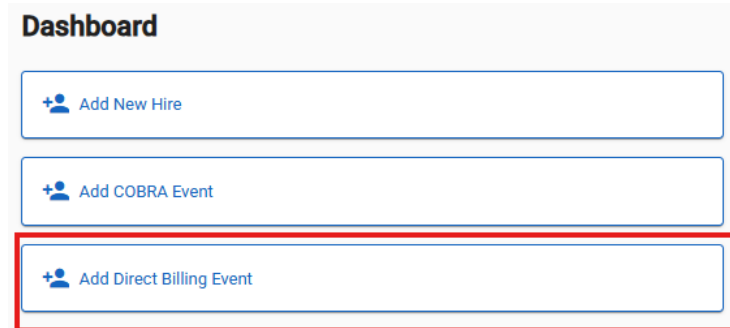 Dashboard
Add New Hire
Add COBRA Event
Add Direct Billing Event